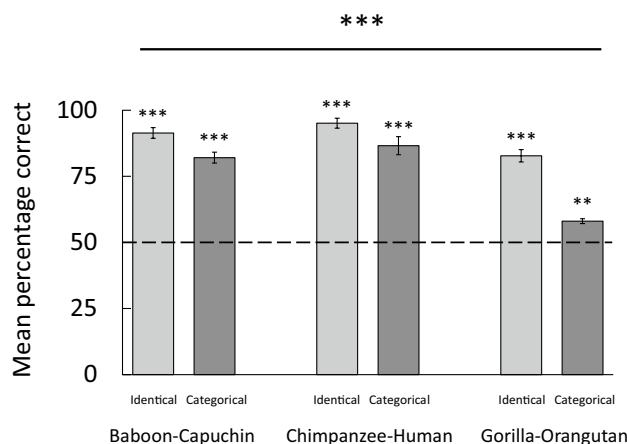 ***
Mean percentage correct
100
75
50
25
0
*** *** *** *** *** **
Identical Categorical Identical Categorical Identical Categorical
Baboon-Capuchin Chimpanzee-Human Gorilla-Orangutan